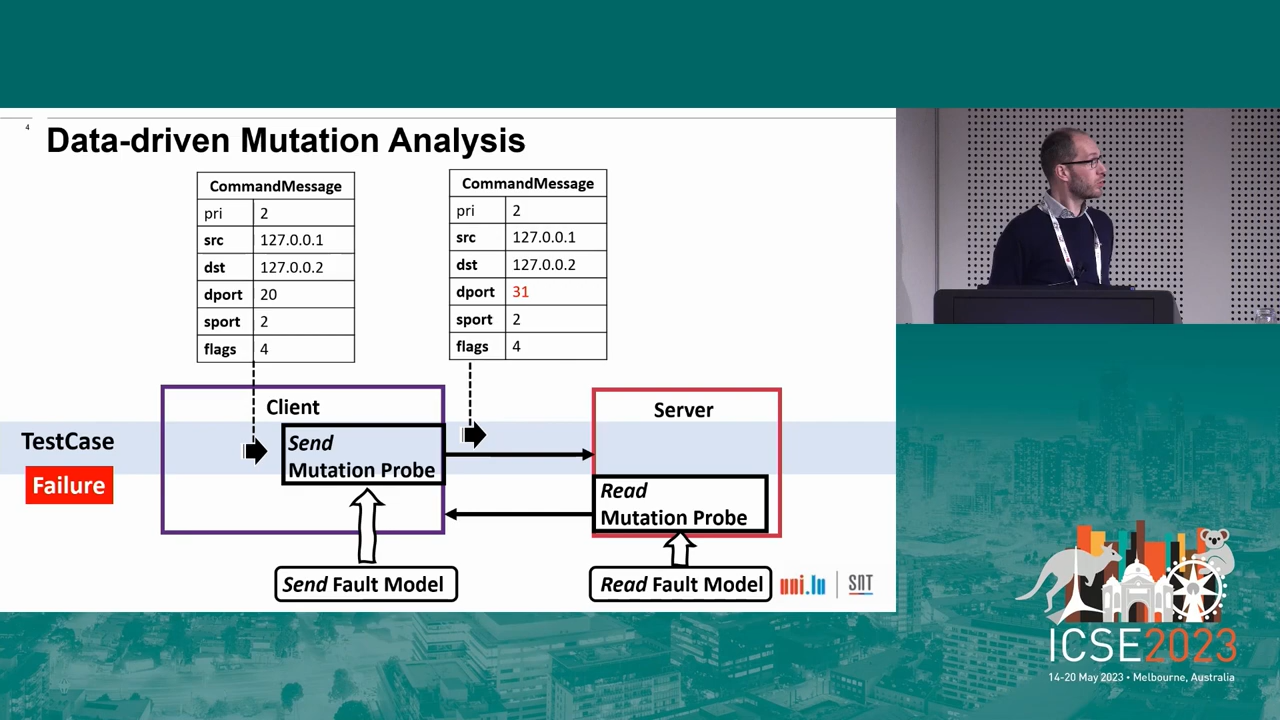 4
Data-driven Mutation Analysis
CommandMessage
pri 2
src 127.0.0.1
dst 127.0.0.2
dport 20
sport 2
flags 4
CommandMessage
pri 2
src 127.0.0.1
dst 127.0.0.2
dport 31
sport 2
flags 4
Client
Server
TestCase
Failure
Send
Mutation Probe
Read
Mutation Probe
Send Fault Model
Read Fault Model
uni.lu
SNT
ICSE2023
14-20 May 2023 • Melbourne, Australia